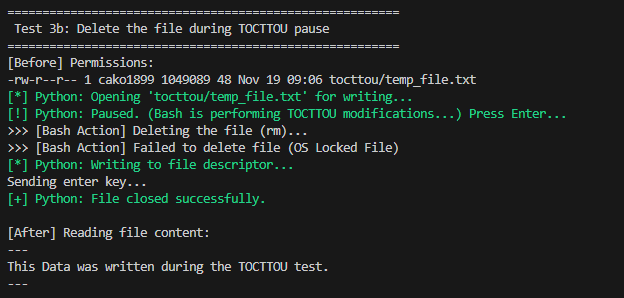 ========================================================
Test 3b: Delete the file during TOCTTOU pause
========================================================
[Before] Permissions:
-rw-r--r-- 1 cako1899 1049089 48 Nov 19 09:06 tocttou/temp_file.txt
[*] Python: Opening 'tocttou/temp_file.txt' for writing...
[!] Python: Paused. (Bash is performing TOCTTOU modifications...) Press Enter...
>>> [Bash Action] Deleting the file (rm)...
>>> [Bash Action] Failed to delete file (OS Locked File)
[*] Python: Writing to file descriptor...
Sending enter key...
[+] Python: File closed successfully.

[After] Reading file content:
---
This Data was written during the TOCTTOU test.
---